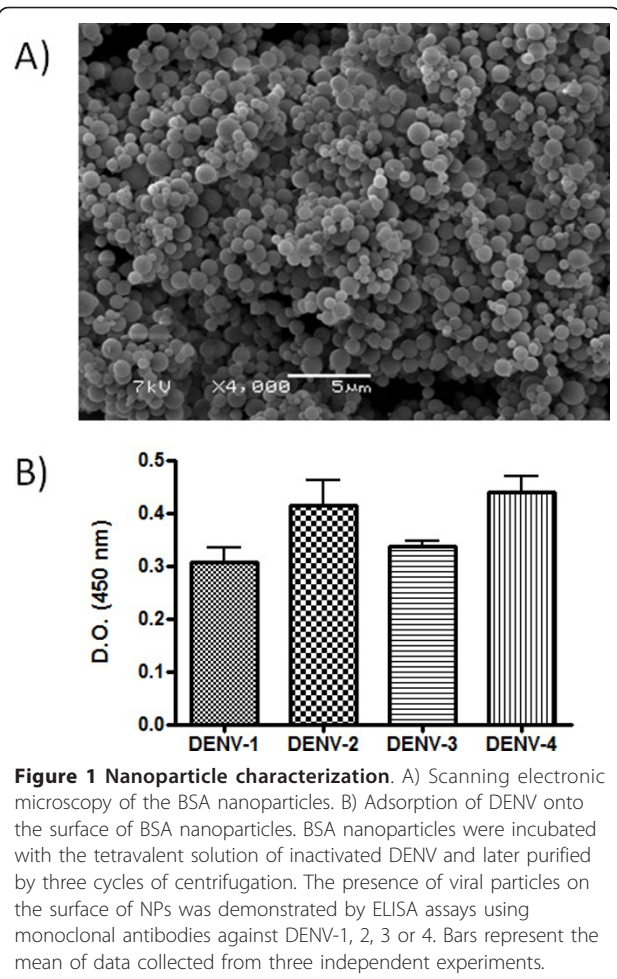 A)
7kV X4,000 5µm
B)
D.O. (450 nm)
0.5
0.4
0.3
0.2
0.1
0.0
DENV-1 DENV-2 DENV-3 DENV-4
Figure 1 Nanoparticle characterization. A) Scanning electronic
microscopy of the BSA nanoparticles. B) Adsorption of DENV onto
the surface of BSA nanoparticles. BSA nanoparticles were incubated
with the tetravalent solution of inactivated DENV and later purified
by three cycles of centrifugation. The presence of viral particles on
the surface of NPs was demonstrated by ELISA assays using
monoclonal antibodies against DENV-1, 2, 3 or 4. Bars represent the
mean of data collected from three independent experiments.